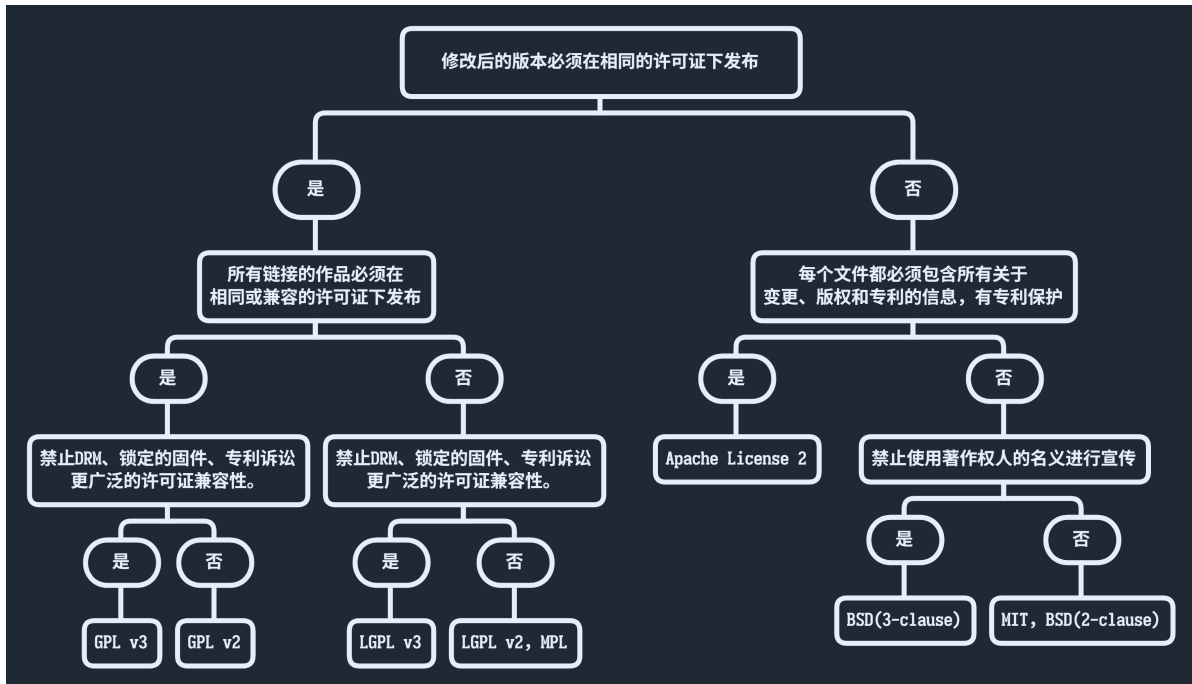 修改后的版本必须在相同的许可证下发布
是
否
所有链接的作品必须在
相同或兼容的许可证下发布
每个文件都必须包含所有关于
变更、版权和专利的信息，有专利保护
是
否
是
否
禁止DRM、锁定的固件、专利诉讼
更广泛的许可证兼容性。
禁止DRM、锁定的固件、专利诉讼
更广泛的许可证兼容性。
Apache License 2
禁止使用著作权人的名义进行宣传
是
否
是
否
是
否
GPL v3
GPL v2
LGPL v3
LGPL v2, MPL
BSD(3-clause)
MIT, BSD(2-clause)